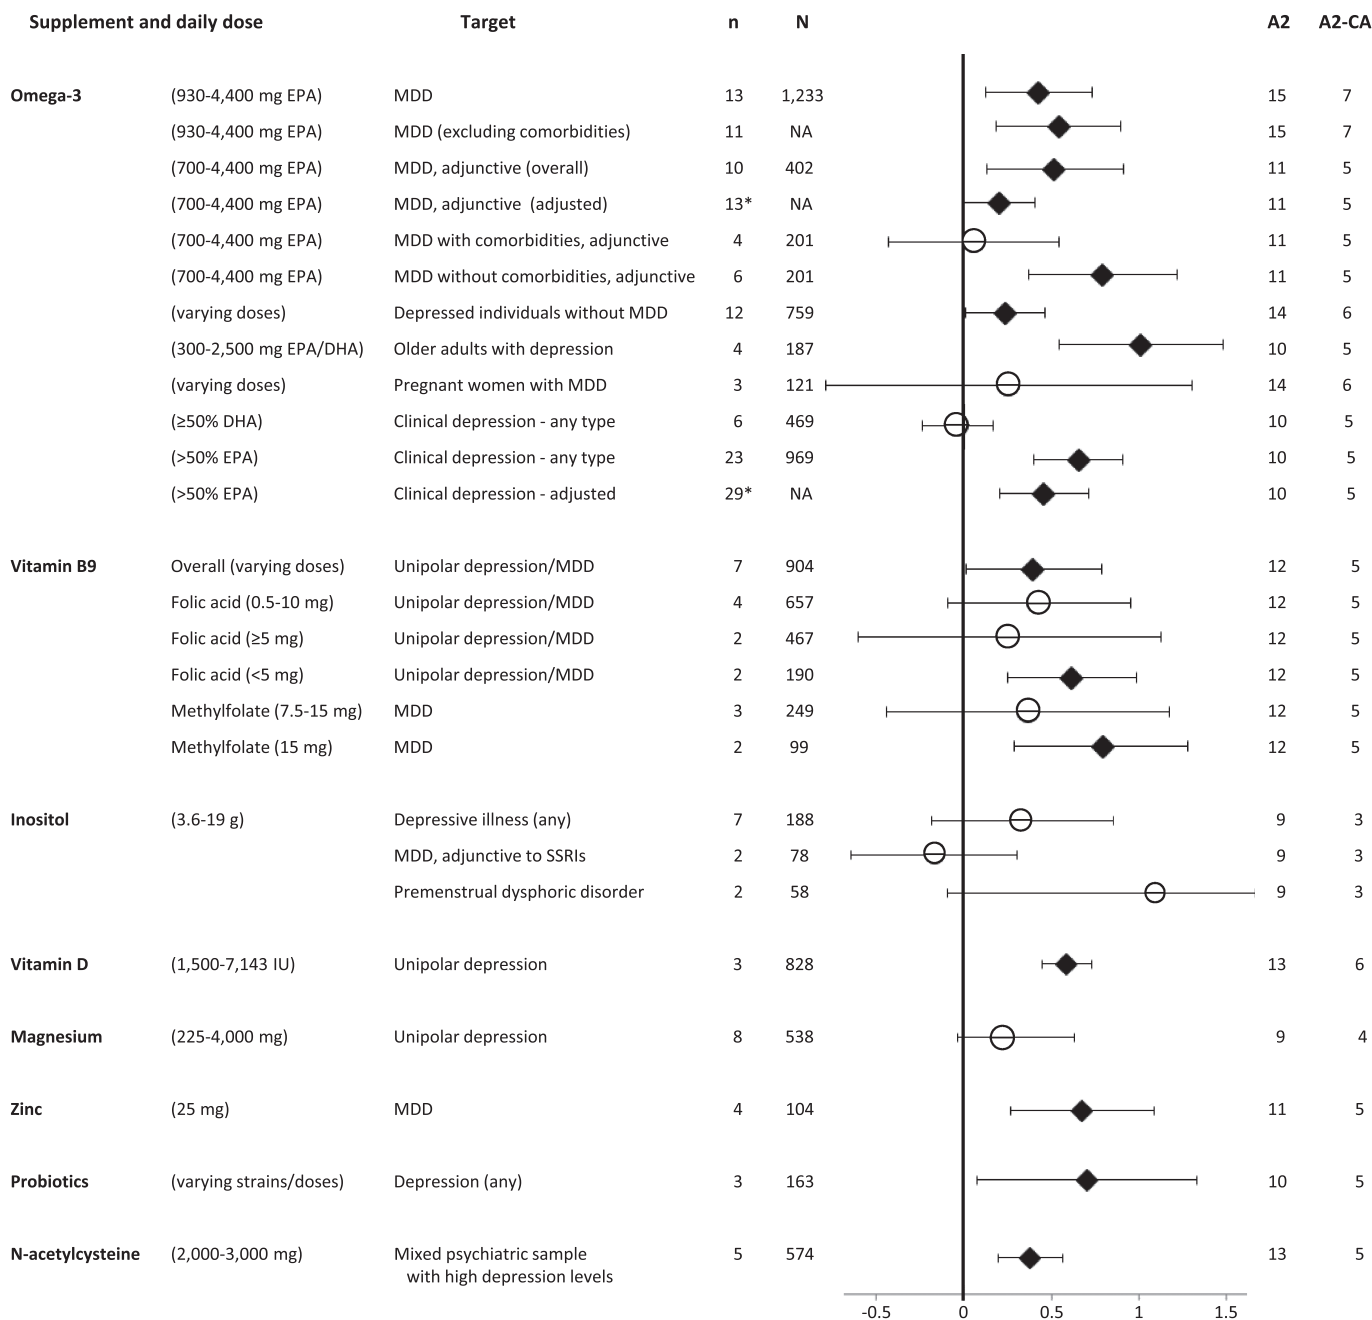 Supplement and daily dose Target n N A2 A2-CA
Omega-3 (930-4,400 mg EPA) MDD 13 1,233 15 7
(930-4,400 mg EPA) MDD (excluding comorbidities) 11 NA 15 7
(700-4,400 mg EPA) MDD, adjunctive (overall) 10 402 11 5
(700-4,400 mg EPA) MDD, adjunctive (adjusted) 13* NA 11 5
(700-4,400 mg EPA) MDD with comorbidities, adjunctive 4 201 11 5
(700-4,400 mg EPA) MDD without comorbidities, adjunctive 6 201 11 5
(varying doses) Depressed individuals without MDD 12 759 14 6
(300-2,500 mg EPA/DHA) Older adults with depression 4 187 10 5
(varying doses) Pregnant women with MDD 3 121 14 6
(≥50% DHA) Clinical depression - any type 6 469 10 5
(>50% EPA) Clinical depression - any type 23 969 10 5
(>50% EPA) Clinical depression - adjusted 29* NA 10 5
Vitamin B9 Overall (varying doses) Unipolar depression/MDD 7 904 12 5
Folic acid (0.5-10 mg) Unipolar depression/MDD 4 657 12 5
Folic acid (≥5 mg) Unipolar depression/MDD 2 467 12 5
Folic acid (<5 mg) Unipolar depression/MDD 2 190 12 5
Methylfolate (7.5-15 mg) MDD 3 249 12 5
Methylfolate (15 mg) MDD 2 99 12 5
Inositol (3.6-19 g) Depressive illness (any) 7 188 9 3
MDD, adjunctive to SSRIs 2 78 9 3
Premenstrual dysphoric disorder 2 58 9 3
Vitamin D (1,500-7,143 IU) Unipolar depression 3 828 13 6
Magnesium (225-4,000 mg) Unipolar depression 8 538 9 4
Zinc (25 mg) MDD 4 104 11 5
Probiotics (varying strains/doses) Depression (any) 3 163 10 5
N-acetylcysteine (2,000-3,000 mg) Mixed psychiatric sample 5 574 13 5
with high depression levels
-0.5 0 0.5 1 1.5